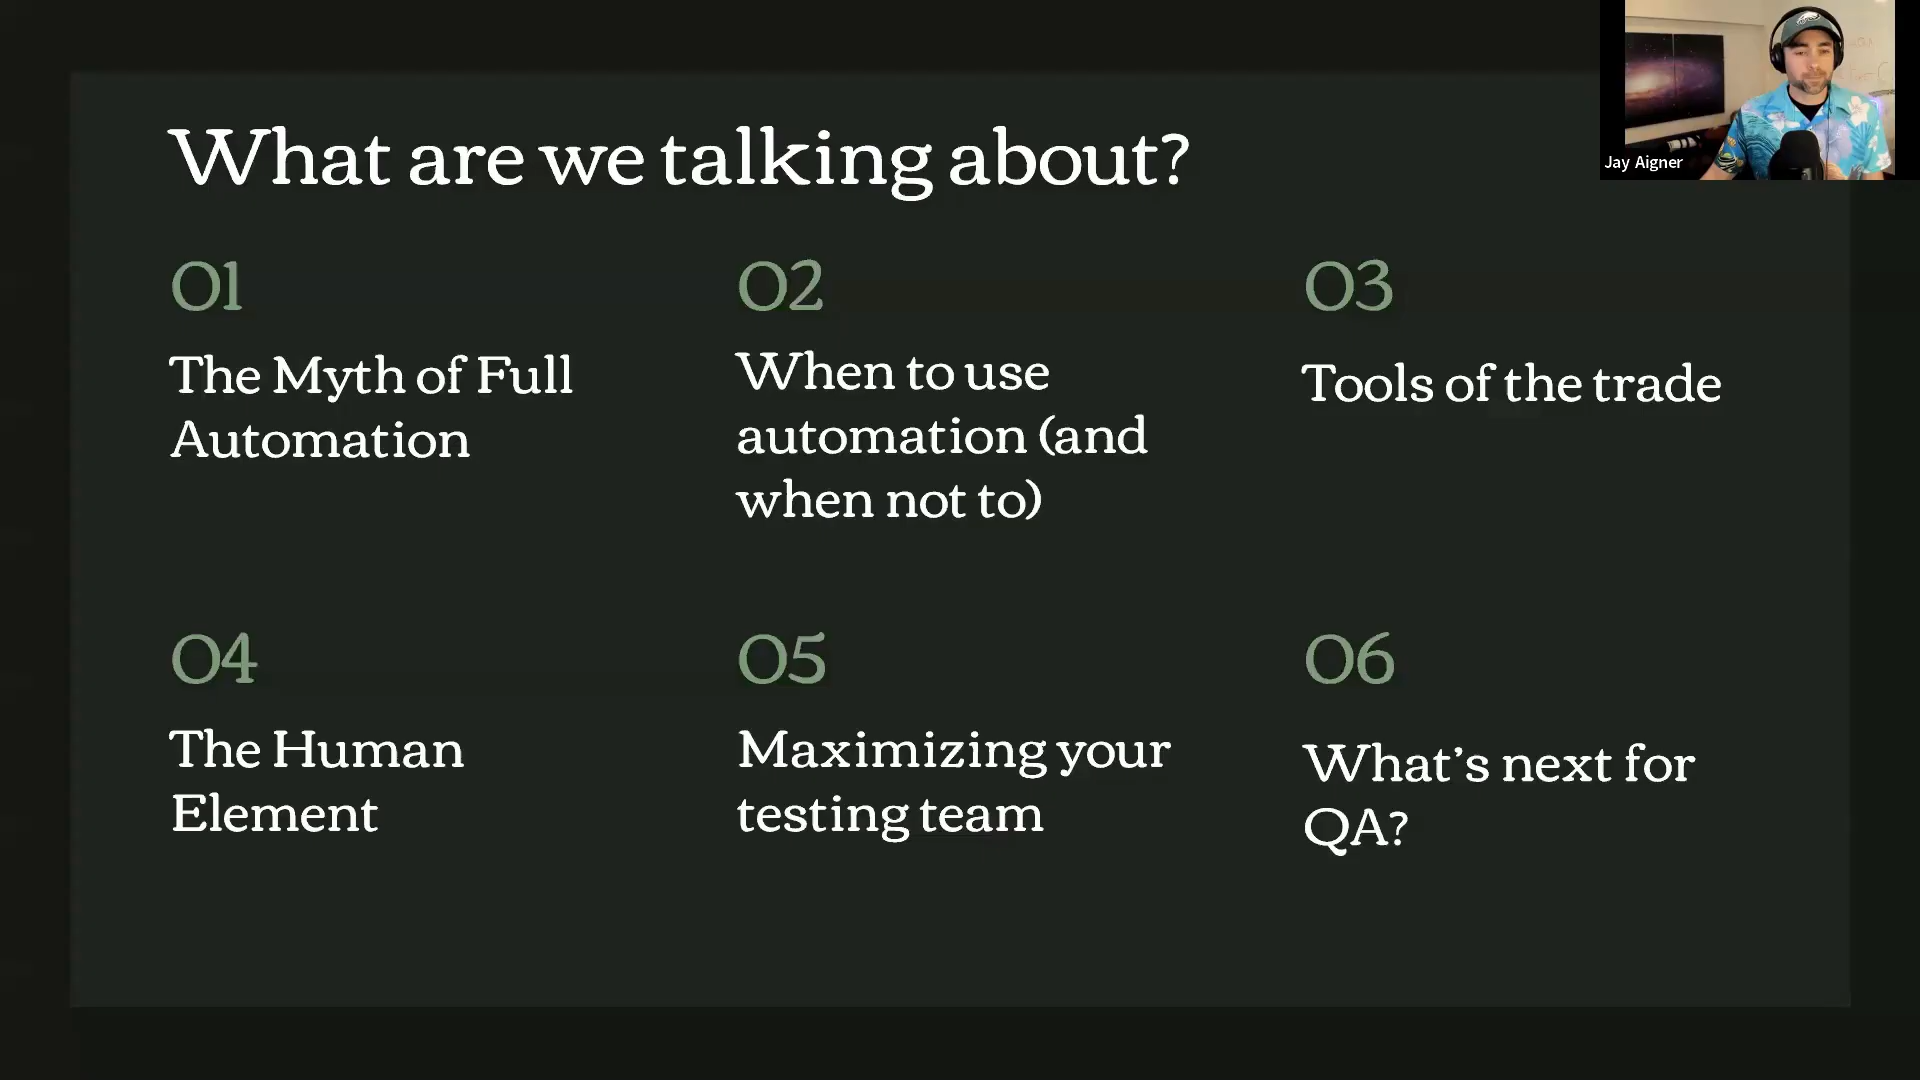 What are we talking about?
01
The Myth of Full
Automation
02
When to use
automation (and
when not to)
03
Tools of the trade
04
The Human
Element
05
Maximizing your
testing team
06
What's next for
QA?
Jay Aigner